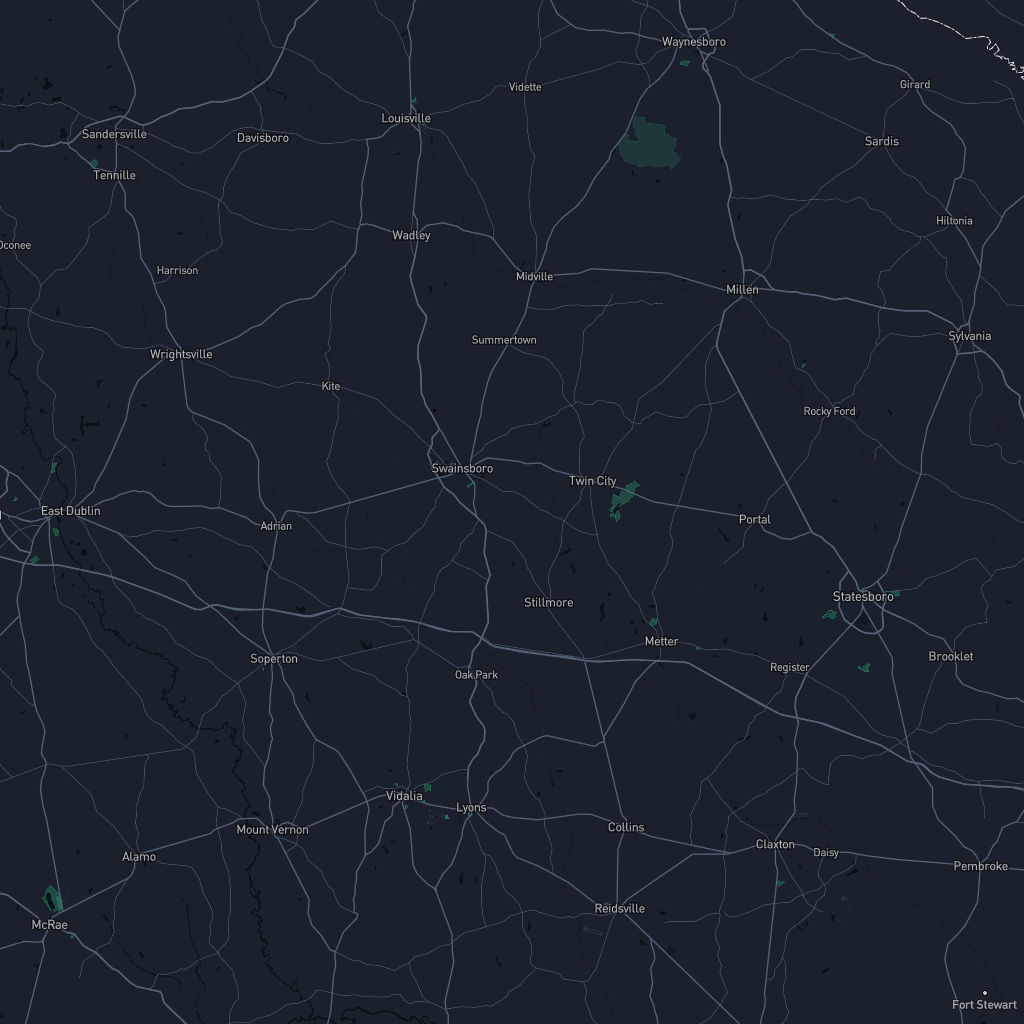 Waynesboro
Girard
Vidette
Louisville
Sandersville
Davisboro
Sardis
Tennille
Hiltonia
Wadley
Oconee
Harrison
Midville
Millen
Summertown
Sylvania
Wrightsville
Kite
Rocky Ford
Swainsboro
Twin City
East Dublin
Portal
Adrian
Statesboro
Stillmore
Metter
Brooklet
Soperton
Register
Oak Park
Vidalia
Lyons
Collins
Mount Vernon
Claxton
Daisy
Alamo
Pembroke
Reidsville
McRae
Fort Stewart